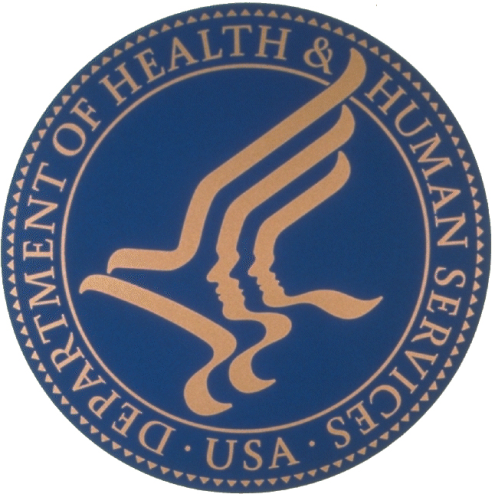 DEPARTMENT OF HEALTH & HUMAN SERVICES · USA ·